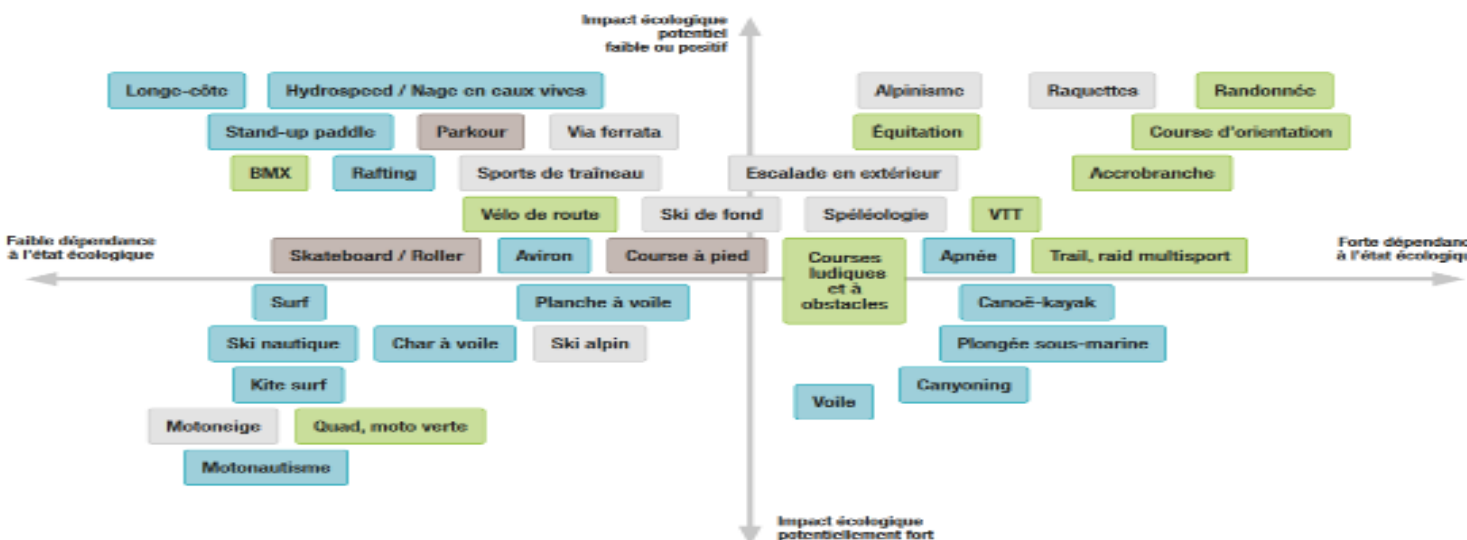 Impact écologique
potentiel
faible ou positif
Longe-côte
Hydrospeed / Nage en eaux vives
Alpinisme
Raquettes
Randonnée
Stand-up paddle
Parkour
Via ferrata
Équitation
Course d'orientation
BMX
Rafting
Sports de traîneau
Escalade en extérieur
Accrobranche
Vélo de route
Ski de fond
Spéléologie
VTT
Faible dépendance
à l'état écologique
Forte dépendanc
à l'état écologiqu
Skateboard / Roller
Aviron
Course à pied
Courses
ludiques
et à
obstacles
Apnée
Trail, raid multisport
Surf
Planche à voile
Canoë-kayak
Ski nautique
Char à voile
Ski alpin
Plongée sous-marine
Kite surf
Voile
Canyoning
Motoneige
Quad, moto verte
Motonautisme
Impact écologique
potentiellement fort